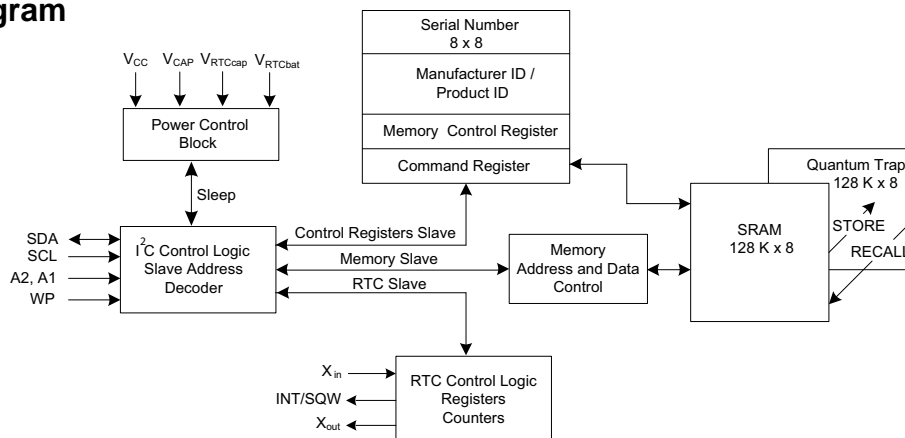 gram
Serial Number
8 x 8
Manufacturer ID /
Product ID
Memory Control Register
Command Register
VCC VCAP VRTCcap VRTCbat
Power Control
Block
Sleep
Quantum Trap
128 K x 8
SRAM
128 K x 8
STORE
RECALL
SDA
SCL
A2, A1
WP
I2C Control Logic
Slave Address
Decoder
Control Registers Slave
Memory Slave
RTC Slave
Memory
Address and Data
Control
Xin
INT/SQW
Xout
RTC Control Logic
Registers
Counters